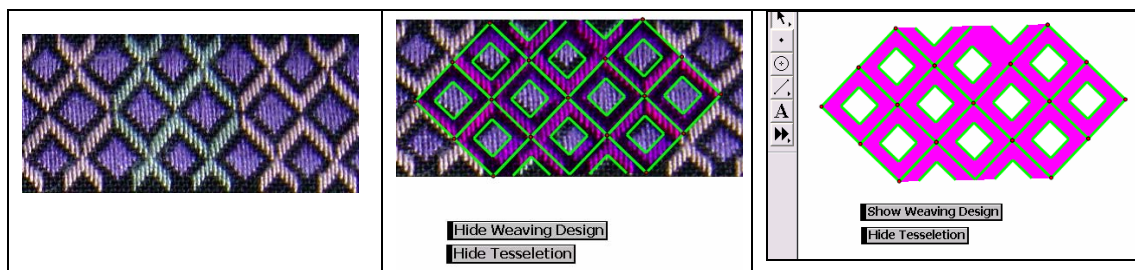 Hide Weaving Design
Hide Tesseletion
A
Show Weaving Design
Hide Tesseletion